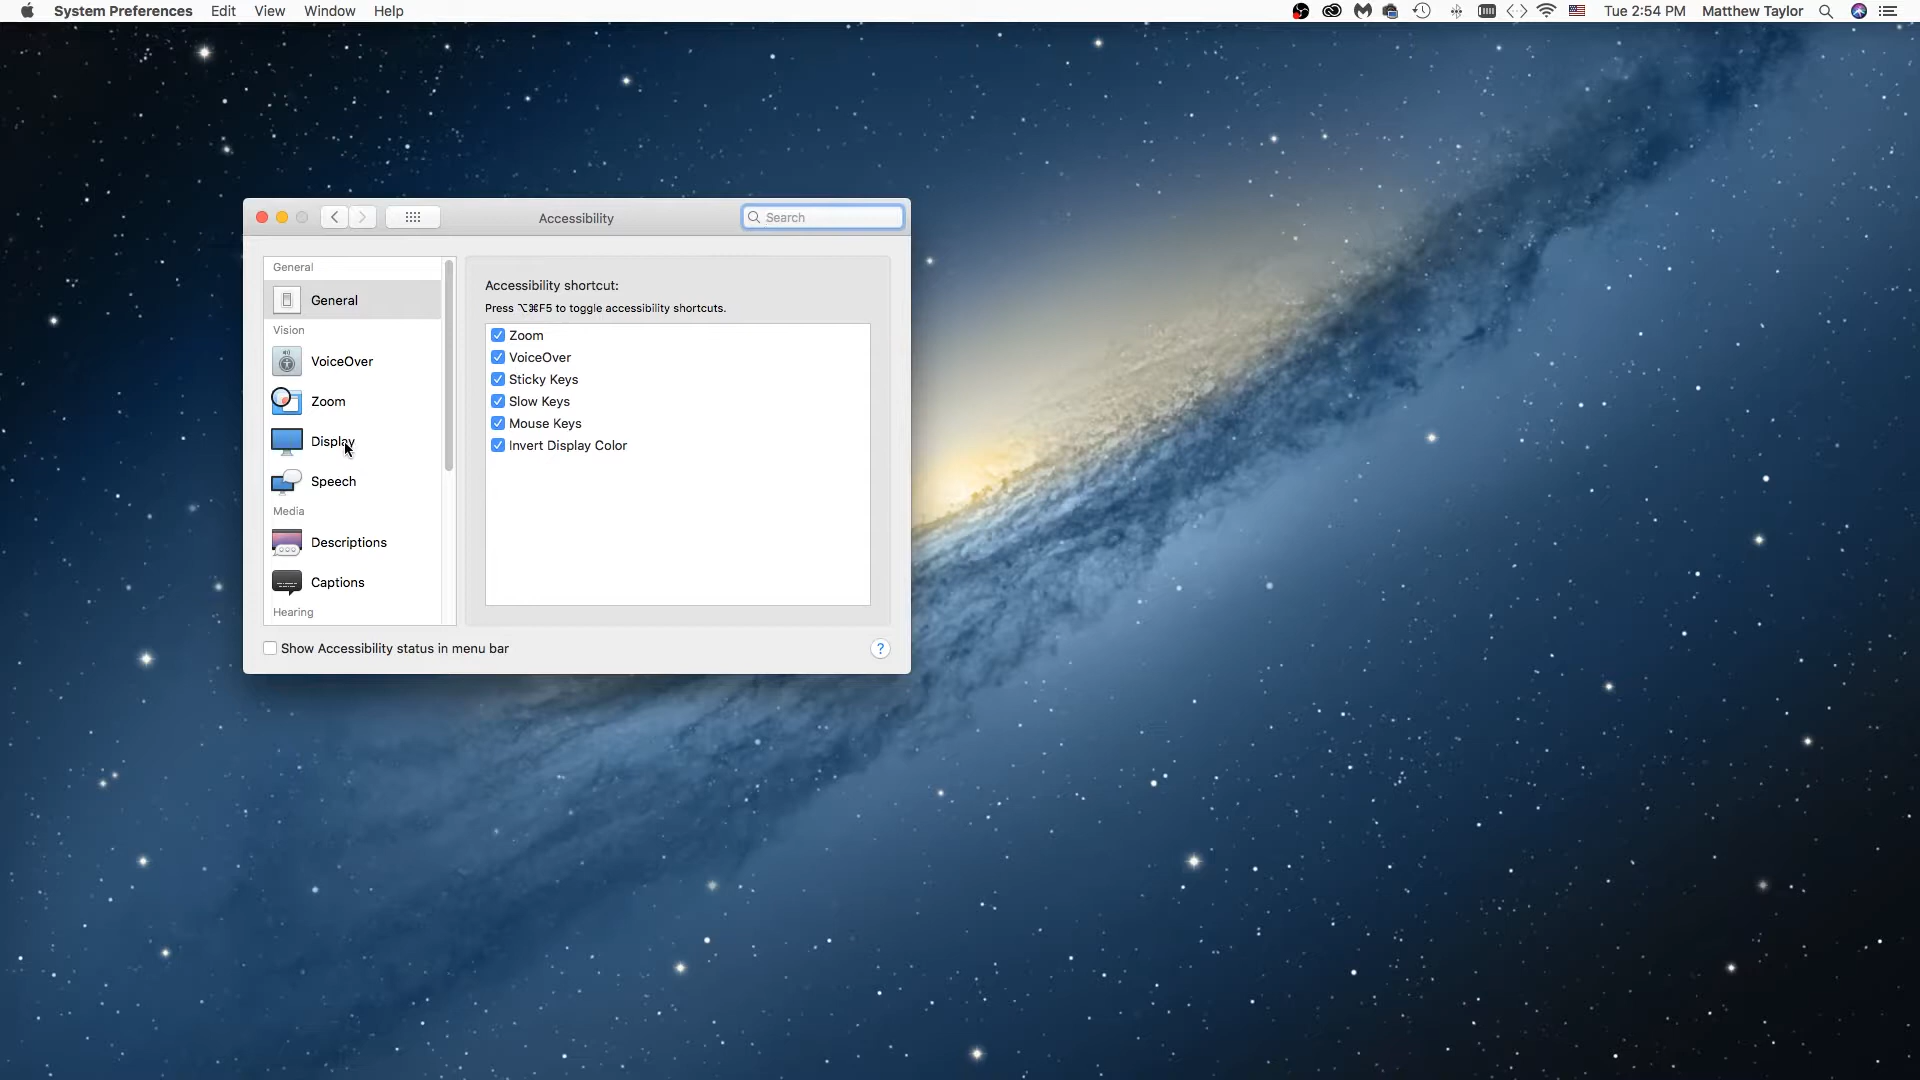 System Preferences Edit View Window Help
Tue 2:54 PM Matthew Taylor
Accessibility
Search
General
General
Vision
VoiceOver
Zoom
Display
Speech
Media
Descriptions
Captions
Hearing
Accessibility shortcut:
Press ⌥⌘F5 to toggle accessibility shortcuts.
Zoom
VoiceOver
Sticky Keys
Slow Keys
Mouse Keys
Invert Display Color
Show Accessibility status in menu bar
?